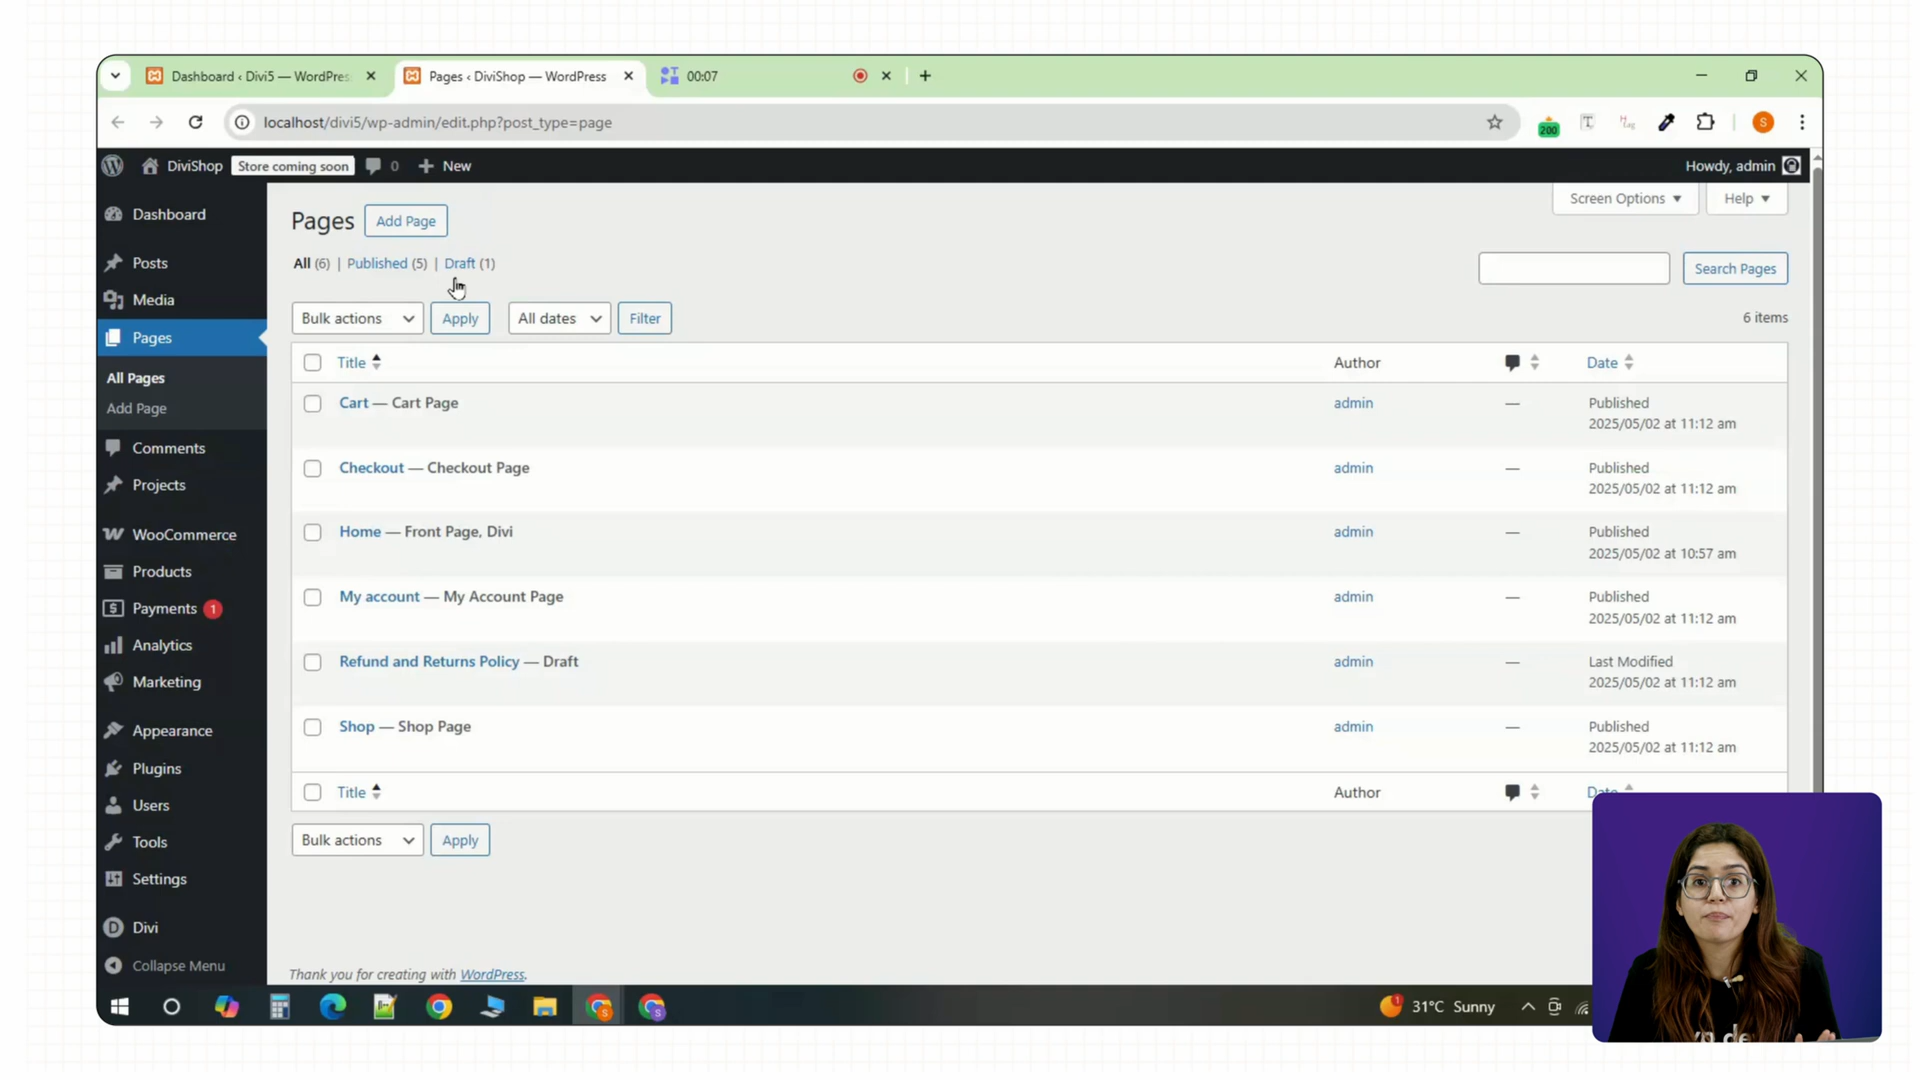 Dashboard ‹ Divi5 — WordPres
Pages ‹ DiviShop — WordPress
00:07
localhost/divi5/wp-admin/edit.php?post_type=page
200
S
DiviShop
Store coming soon
0
New
Howdy, admin
Screen Options
Help
Dashboard
Posts
Media
Pages
All Pages
Add Page
Comments
Projects
WooCommerce
Products
Payments 1
Analytics
Marketing
Appearance
Plugins
Users
Tools
Settings
Divi
Collapse Menu
Pages
Add Page
All (6) | Published (5) | Draft (1)
Search Pages
Bulk actions
Apply
All dates
Filter
6 items
Title
Author
Date
Cart — Cart Page
admin
—
Published
2025/05/02 at 11:12 am
Checkout — Checkout Page
admin
—
Published
2025/05/02 at 11:12 am
Home — Front Page, Divi
admin
—
Published
2025/05/02 at 10:57 am
My account — My Account Page
admin
—
Published
2025/05/02 at 11:12 am
Refund and Returns Policy — Draft
admin
—
Last Modified
2025/05/02 at 11:12 am
Shop — Shop Page
admin
—
Published
2025/05/02 at 11:12 am
Title
Author
Date
Bulk actions
Apply
Thank you for creating with WordPress.
31°C Sunny